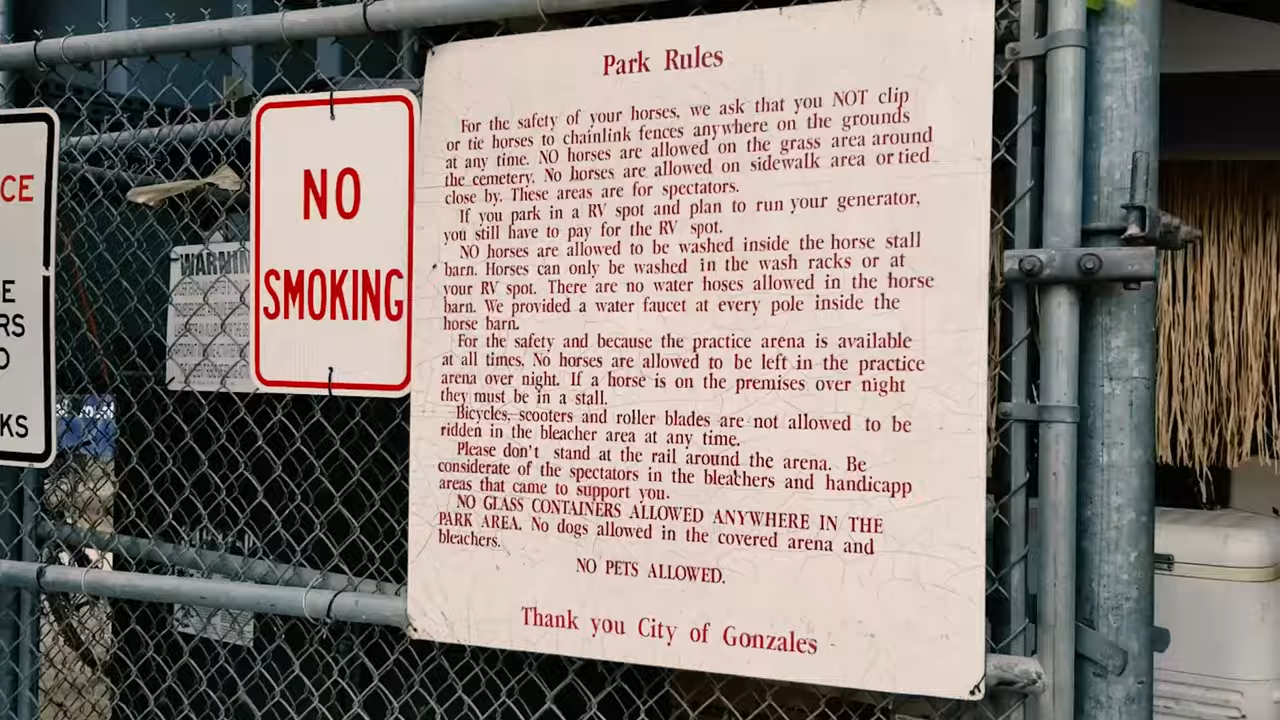 CE
E
RS
O
KS
WARNIN
NO
SMOKING
Park Rules
For the safety of your horses, we ask that you NOT clip
or tie horses to chainlink fences anywhere on the grounds
at any time. NO horses are allowed on the grass area around
the cemetery. No horses are allowed on sidewalk area or tied
close by. These areas are for spectators.
If you park in a RV spot and plan to run your generator,
you still have to pay for the RV spot.
NO horses are allowed to be washed inside the horse stall
barn. Horses can only be washed in the wash racks or at
your RV spot. There are no water hoses allowed in the horse
barn. We provided a water faucet at every pole inside the
horse barn.
For the safety and because the practice arena is available
at all times. No horses are allowed to be left in the practice
arena over night. If a horse is on the premises over night
they must be in a stall.
Bicycles, scooters and roller blades are not allowed to be
ridden in the bleacher area at any time.
Please don't stand at the rail around the arena. Be
considerate of the spectators in the bleachers and handicapp
areas that came to support you.
NO GLASS CONTAINERS ALLOWED ANYWHERE IN THE
PARK AREA. No dogs allowed in the covered arena and
bleachers.
NO PETS ALLOWED.
Thank you City of Gonzales